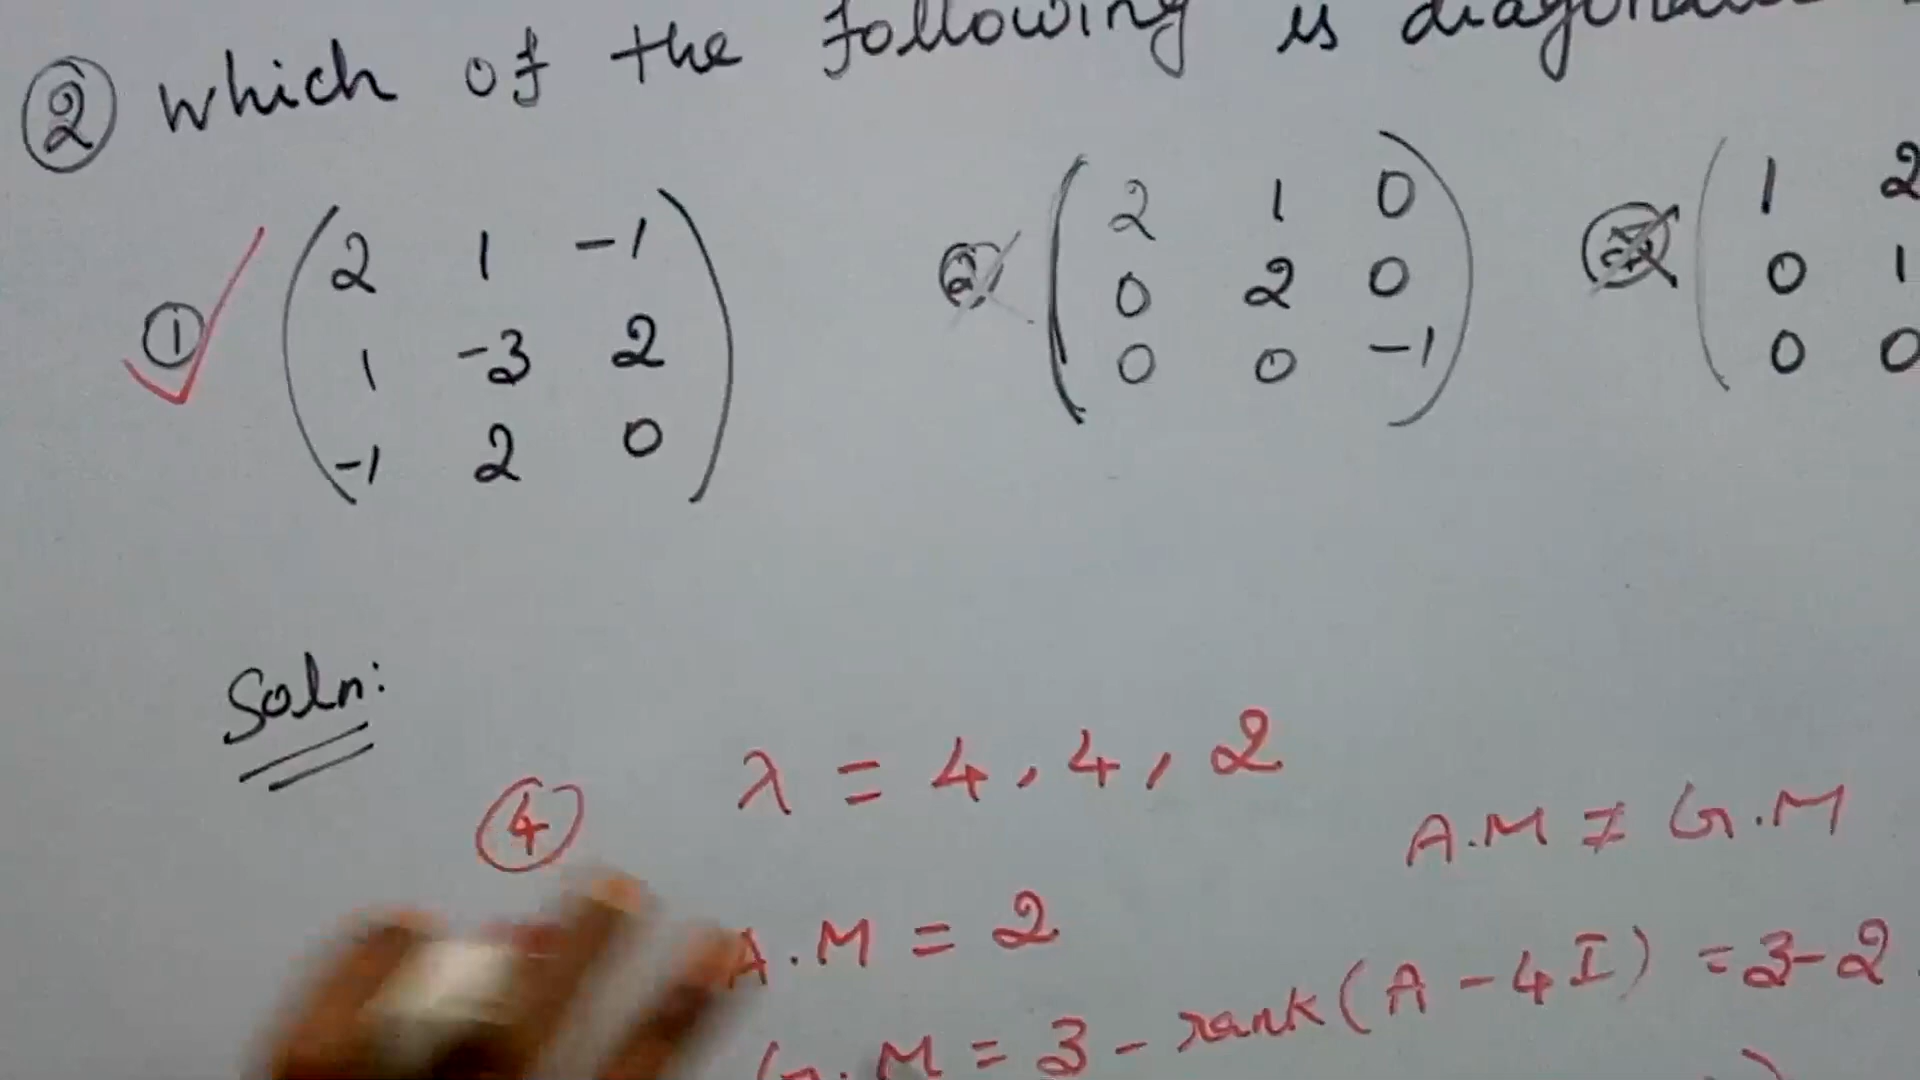 ② Which of the following is
① ( 2 1 -1 ② ( 2 1 0 ( 1 2
1 -3 2 0 2 0 0 1
-1 2 0 ) 0 0 -1 ) 0 0
Soln:
④ λ = 4, 4, 2
A.M ≠ G.M
A.M = 2
G.M = 3 - rank(A - 4I) = 3-2